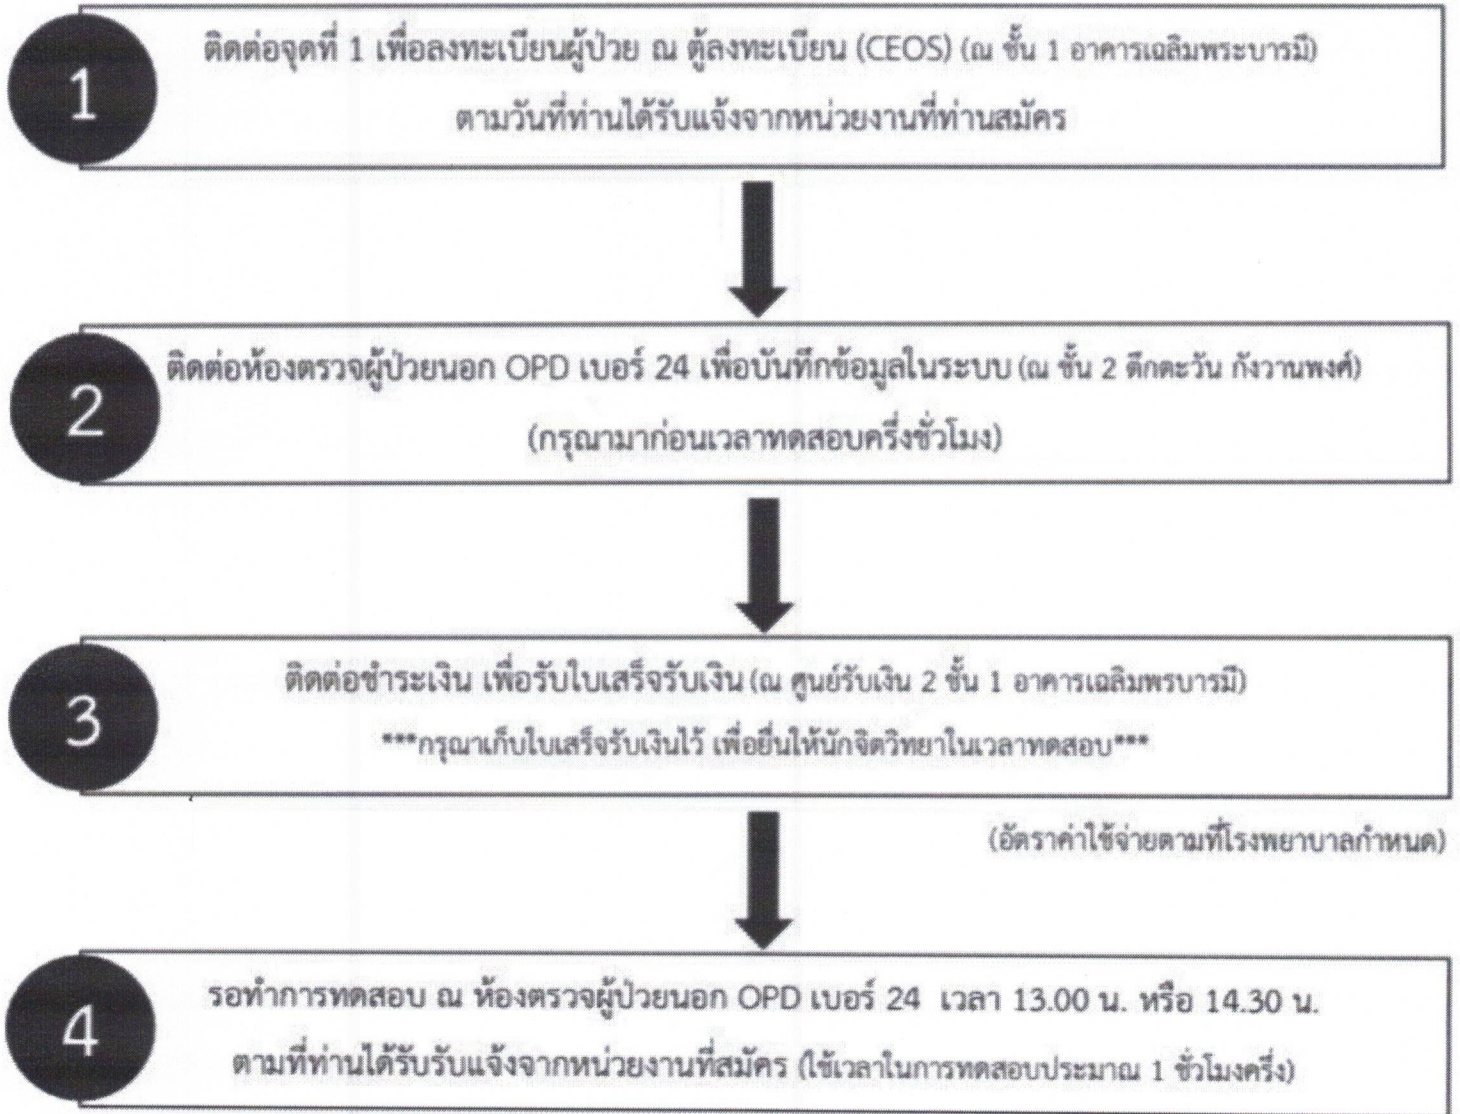 1
ติดต่อจุดที่ 1 เพื่อลงทะเบียนผู้ป่วย ณ ตู้ลงทะเบียน (CEOS) (ณ ชั้น 1 อาคารเฉลิมพระบารมี)
ตามวันที่ท่านได้รับแจ้งจากหน่วยงานที่ท่านสมัคร
2
ติดต่อห้องตรวจผู้ป่วยนอก OPD เบอร์ 24 เพื่อบันทึกข้อมูลในระบบ (ณ ชั้น 2 ตึกตะวัน กังวานพงศ์)
(กรุณามาก่อนเวลาทดสอบครึ่งชั่วโมง)
3
ติดต่อชำระเงิน เพื่อรับใบเสร็จรับเงิน (ณ ศูนย์รับเงิน 2 ชั้น 1 อาคารเฉลิมพรบารมี)
***กรุณาเก็บใบเสร็จรับเงินไว้ เพื่อยื่นให้นักจิตวิทยาในเวลาทดสอบ***
(อัตราค่าใช้จ่ายตามที่โรงพยาบาลกำหนด)
4
รอทำการทดสอบ ณ ห้องตรวจผู้ป่วยนอก OPD เบอร์ 24 เวลา 13.00 น. หรือ 14.30 น.
ตามที่ท่านได้รับรับแจ้งจากหน่วยงานที่สมัคร (ใช้เวลาในการทดสอบประมาณ 1 ชั่วโมงครึ่ง)